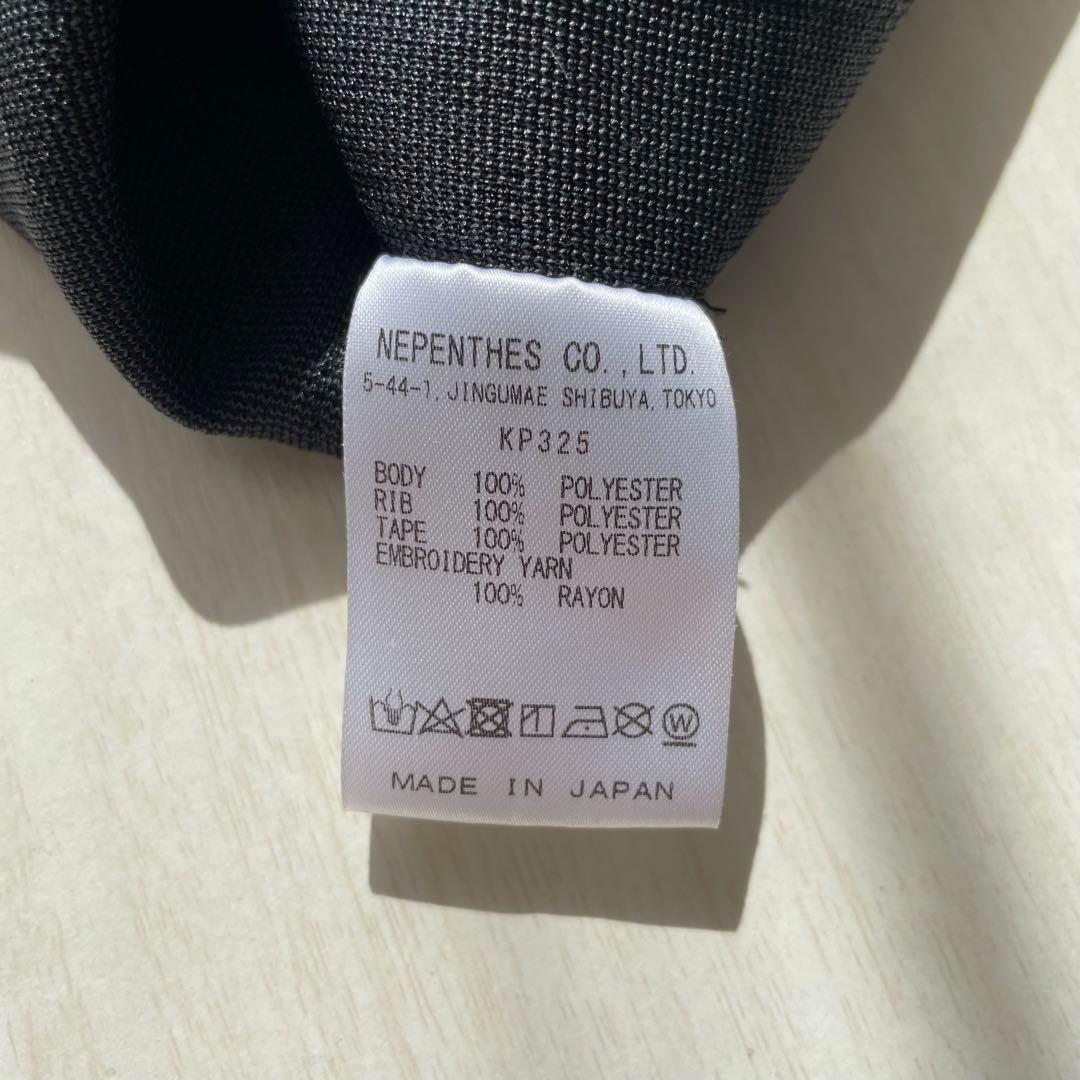 NEPENTHES CO.,LTD.
5-44-1, JINGUMAE SHIBUYA, TOKYO
KP325
BODY 100% POLYESTER
RIB 100% POLYESTER
TAPE 100% POLYESTER
EMBROIDERY YARN
100% RAYON
W
MADE IN JAPAN